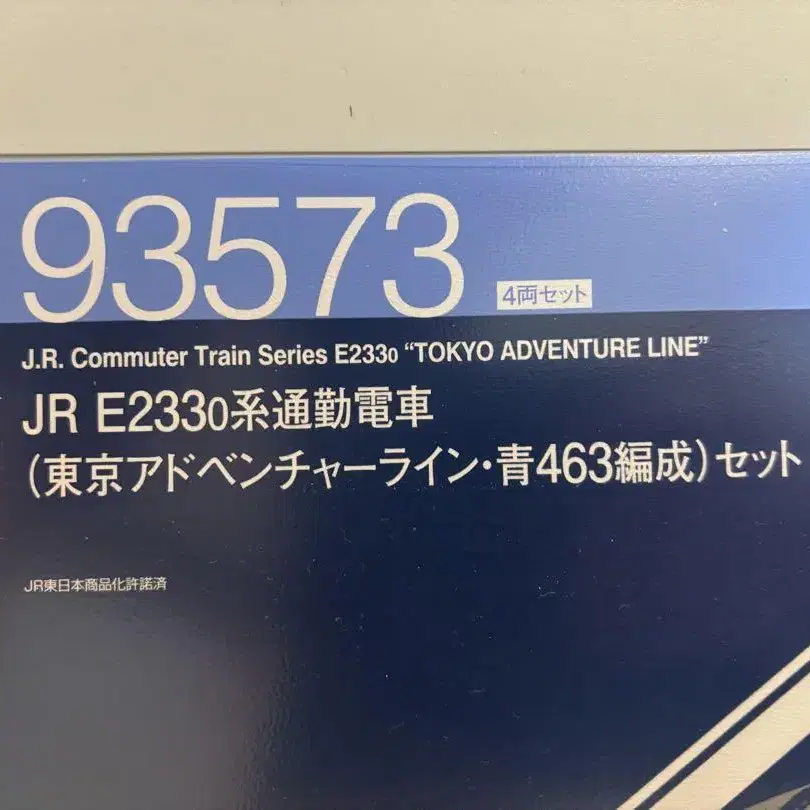 93573
4両セット
J.R. Commuter Train Series E2330 “TOKYO ADVENTURE LINE”
JR E2330系通勤電車
(東京アドベンチャーライン・青463編成)セット
JR東日本商品化許諾済